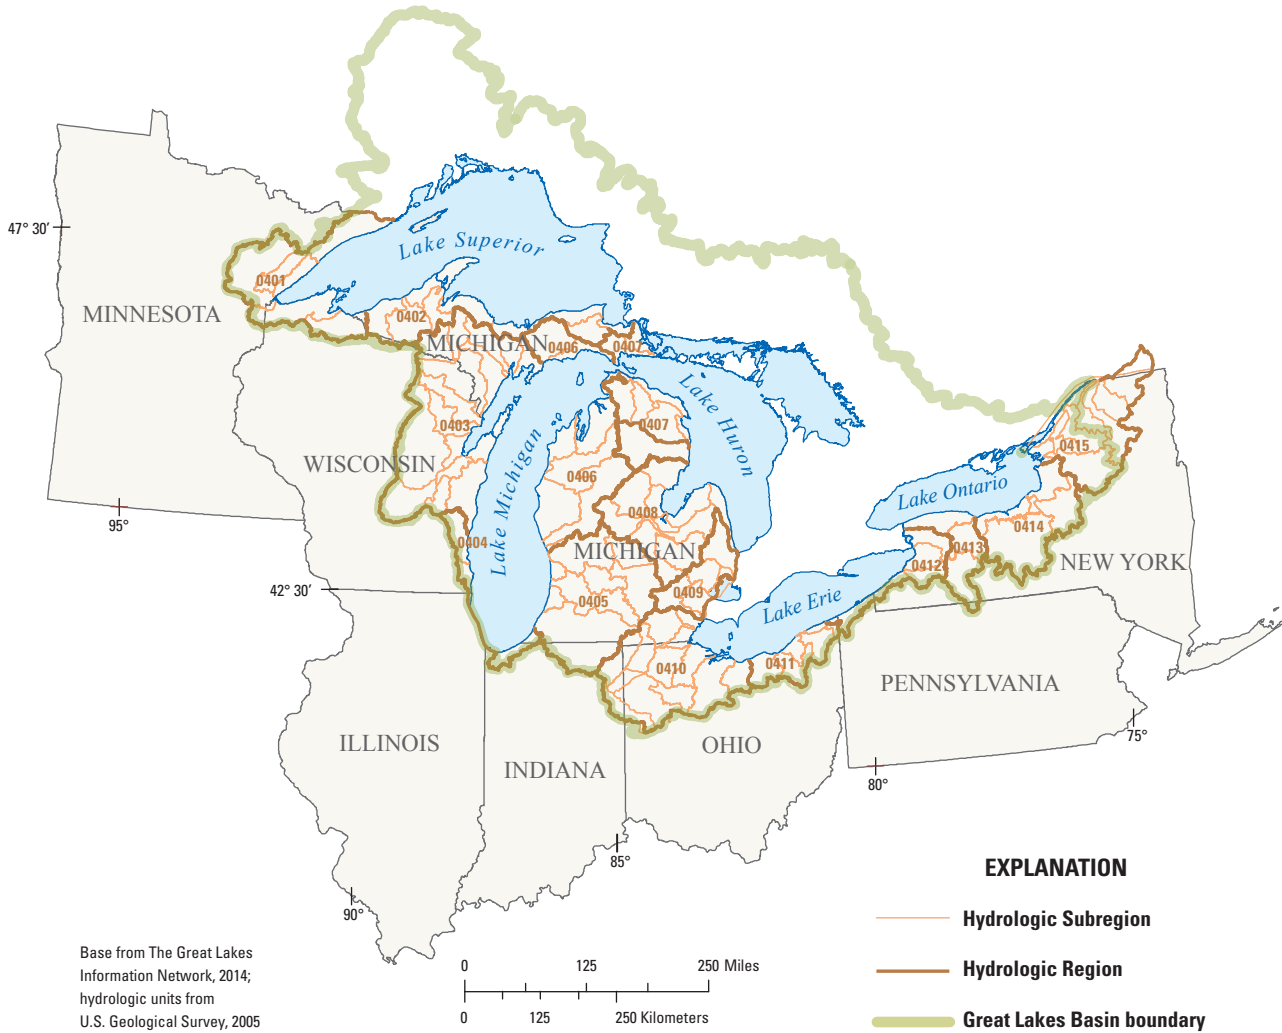 47° 30'
Lake Superior
0401
MINNESOTA
0402
MICHIGAN
0406
0407
Lake Huron
0403
0407
WISCONSIN
Lake Michigan
0406
0415
Lake Ontario
95°
0408
0414
0404
MICHIGAN
0413
0412
NEW YORK
42° 30'
0409
0405
Lake Erie
0410
0411
PENNSYLVANIA
ILLINOIS
OHIO
75°
INDIANA
80°
85°
90°
EXPLANATION
Hydrologic Subregion
Hydrologic Region
Great Lakes Basin boundary
Base from The Great Lakes
Information Network, 2014;
hydrologic units from
U.S. Geological Survey, 2005
0 125 250 Miles
0 125 250 Kilometers